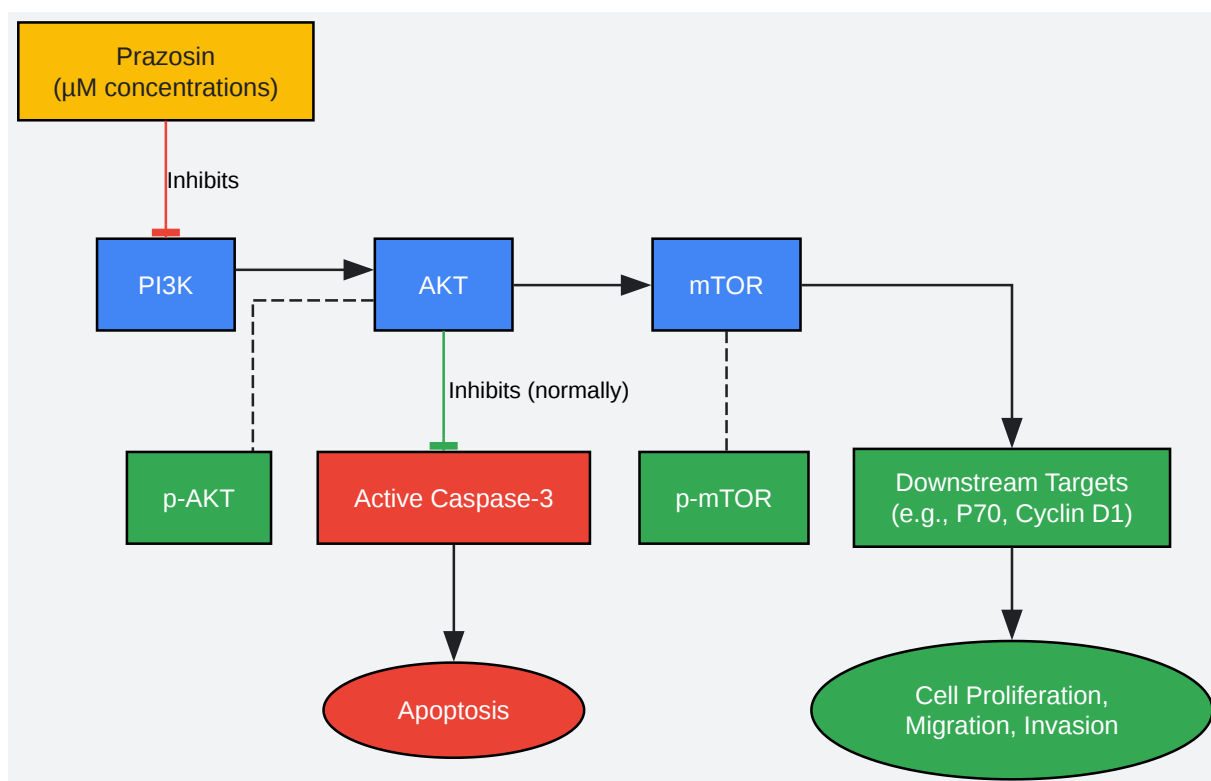 Prazosin
(µM concentrations)
Inhibits
PI3K
AKT
mTOR
Inhibits (normally)
p-AKT
Active Caspase-3
p-mTOR
Downstream Targets
(e.g., P70, Cyclin D1)
Apoptosis
Cell Proliferation,
Migration, Invasion